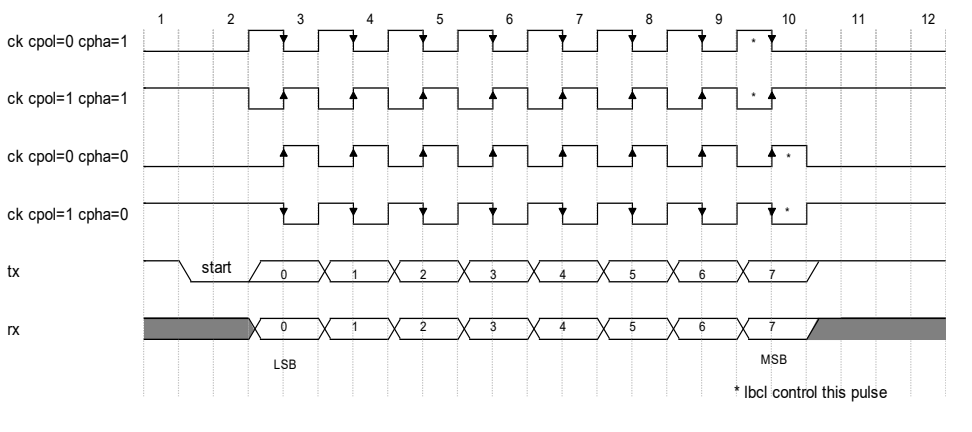 1 2 3 4 5 6 7 8 9 10 11 12
ck cpol=0 cpha=1 *
ck cpol=1 cpha=1 *
ck cpol=0 cpha=0 *
ck cpol=1 cpha=0 *
tx start 0 1 2 3 4 5 6 7
rx 0 1 2 3 4 5 6 7
LSB MSB
* lbcl control this pulse